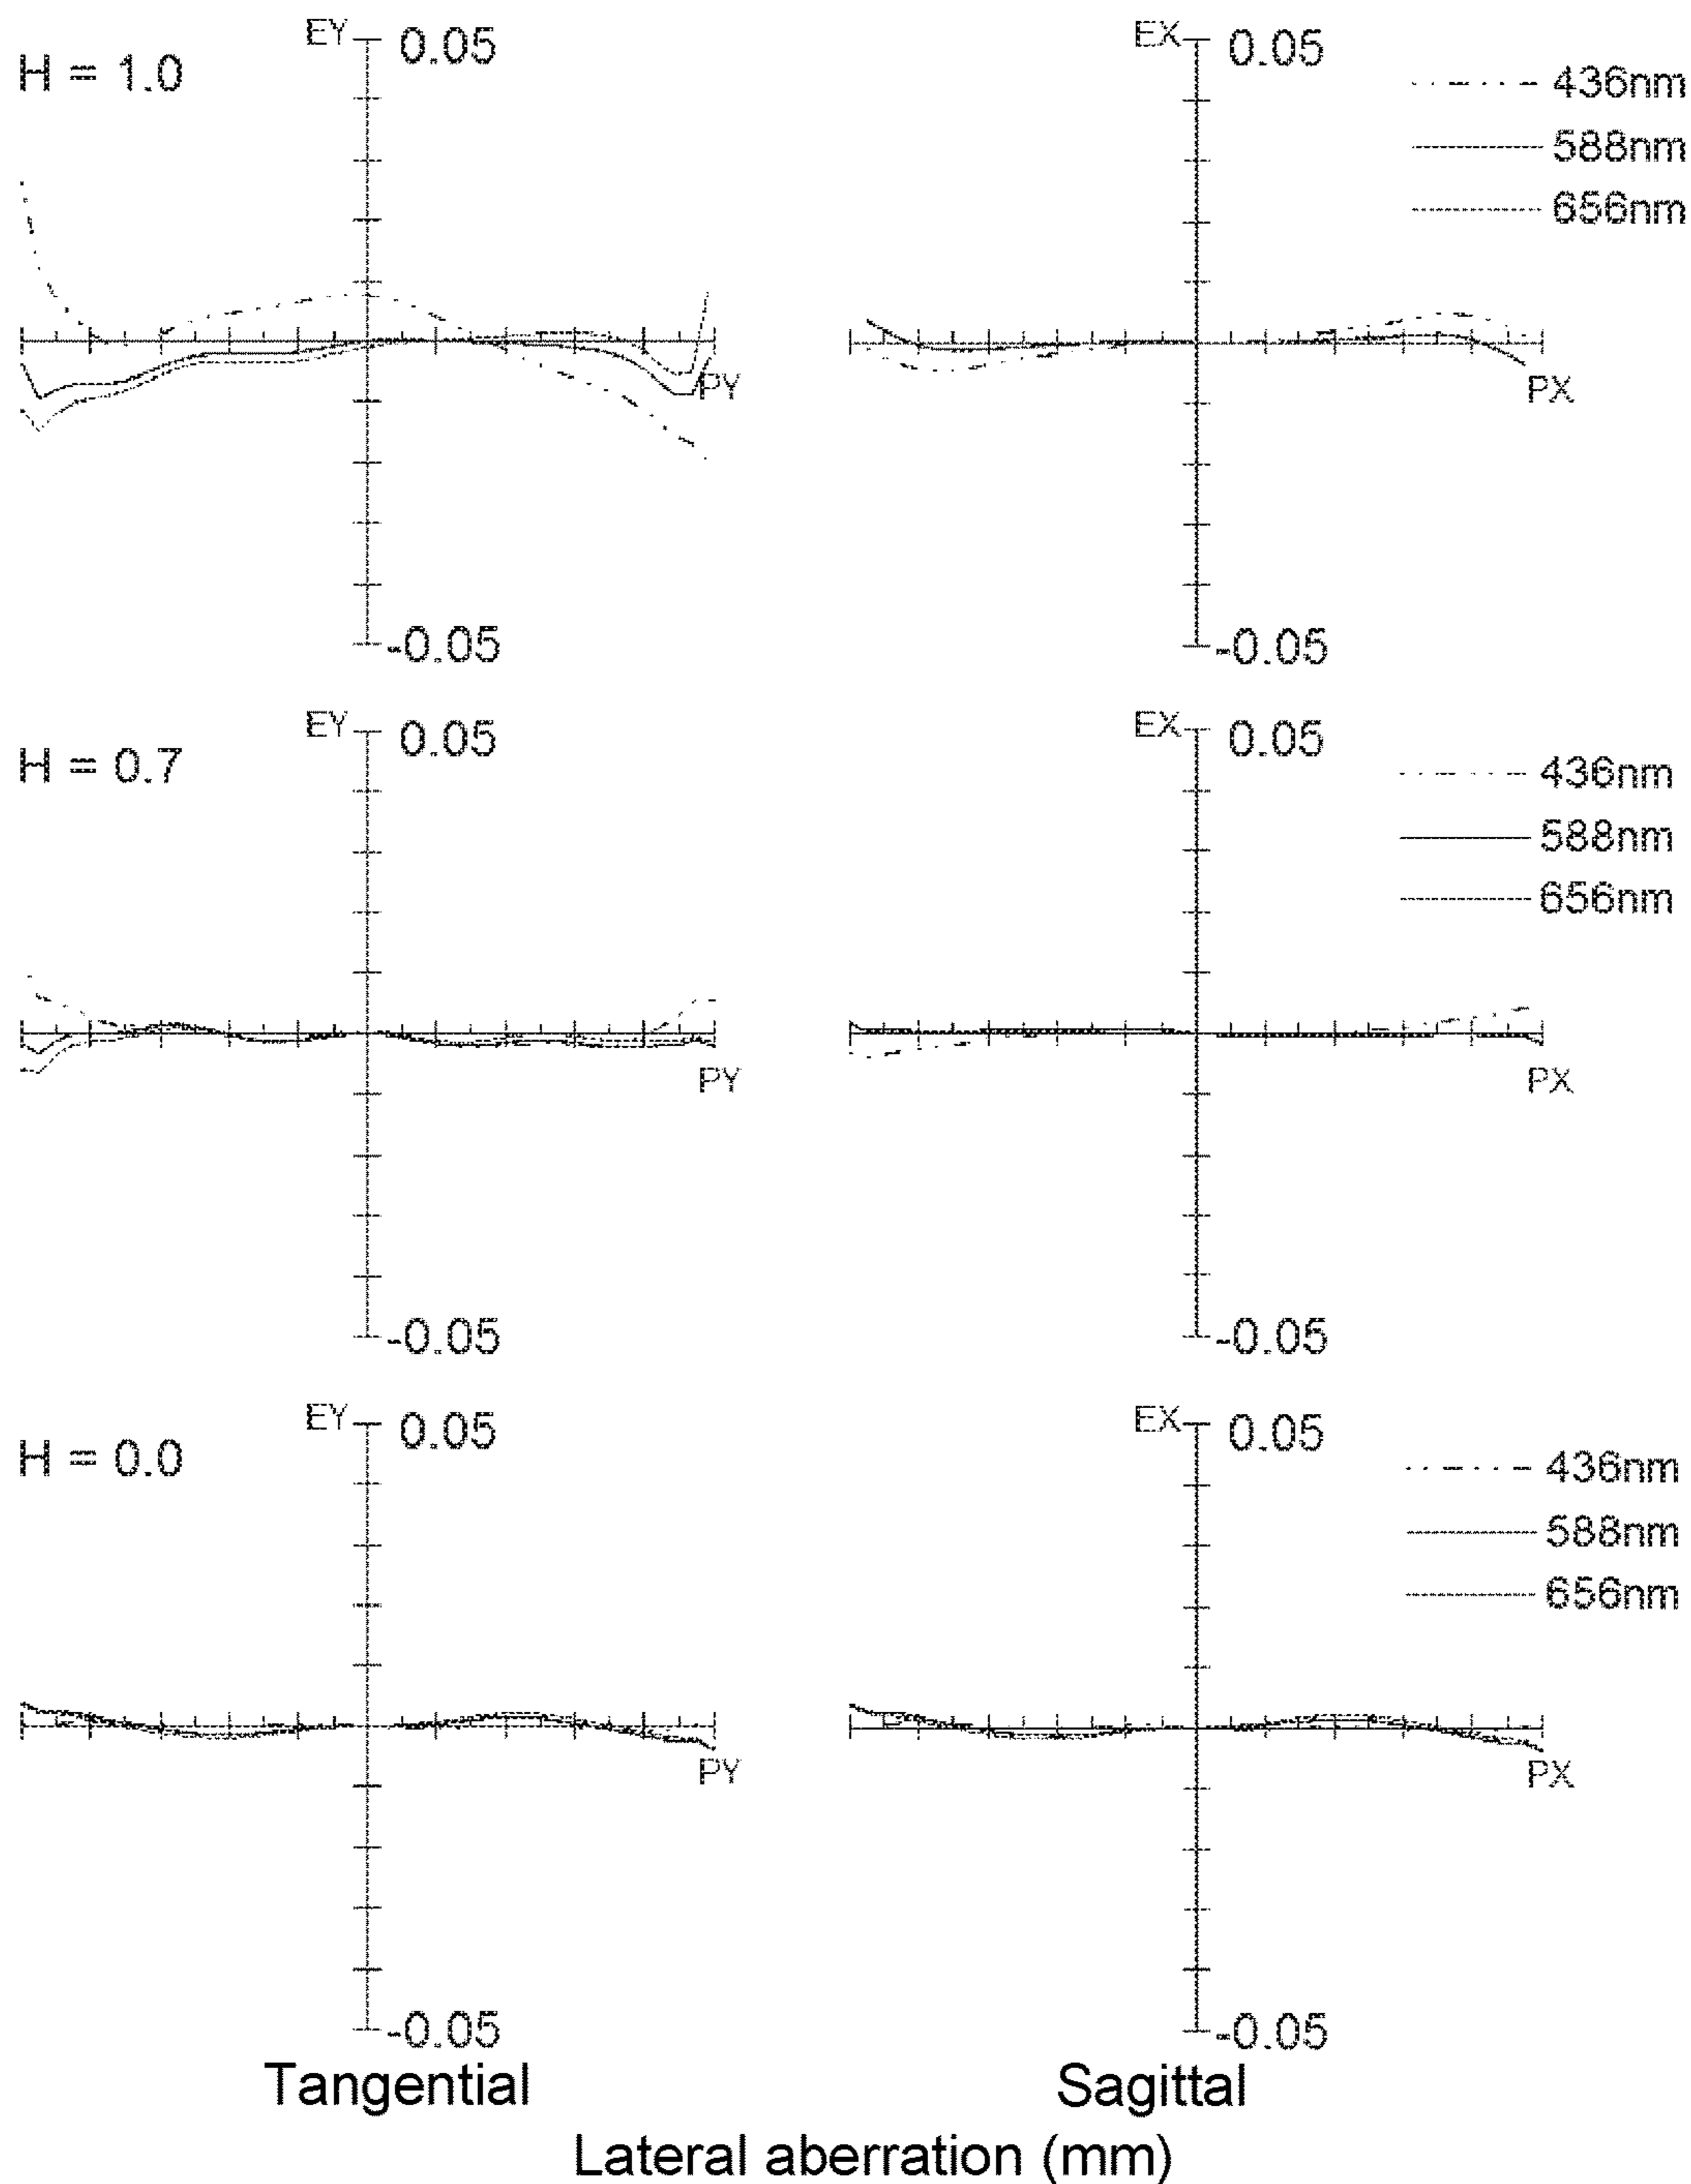 EY 0.05 EX 0.05
H = 1.0 436nm
588nm
656nm
PY PX
-0.05 -0.05
EY 0.05 EX 0.05
H = 0.7 436nm
588nm
656nm
PY PX
-0.05 -0.05
EY 0.05 EX 0.05
H = 0.0 436nm
588nm
656nm
PY PX
-0.05 -0.05
Tangential Sagittal
Lateral aberration (mm)